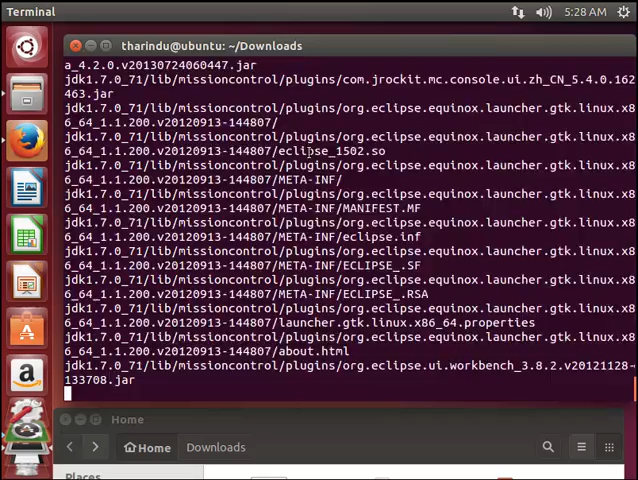 Terminal
5:28 AM
tharindu@ubuntu: ~/Downloads
a_4.2.0.v20130724060447.jar
jdk1.7.0_71/lib/missioncontrol/plugins/com.jrockit.mc.console.ui.zh_CN_5.4.0.162
463.jar
jdk1.7.0_71/lib/missioncontrol/plugins/org.eclipse.equinox.launcher.gtk.linux.x8
6_64_1.1.200.v20120913-144807/
jdk1.7.0_71/lib/missioncontrol/plugins/org.eclipse.equinox.launcher.gtk.linux.x8
6_64_1.1.200.v20120913-144807/eclipse_1502.so
jdk1.7.0_71/lib/missioncontrol/plugins/org.eclipse.equinox.launcher.gtk.linux.x8
6_64_1.1.200.v20120913-144807/META-INF/
jdk1.7.0_71/lib/missioncontrol/plugins/org.eclipse.equinox.launcher.gtk.linux.x8
6_64_1.1.200.v20120913-144807/META-INF/MANIFEST.MF
jdk1.7.0_71/lib/missioncontrol/plugins/org.eclipse.equinox.launcher.gtk.linux.x8
6_64_1.1.200.v20120913-144807/META-INF/eclipse.inf
jdk1.7.0_71/lib/missioncontrol/plugins/org.eclipse.equinox.launcher.gtk.linux.x8
6_64_1.1.200.v20120913-144807/META-INF/ECLIPSE_.SF
jdk1.7.0_71/lib/missioncontrol/plugins/org.eclipse.equinox.launcher.gtk.linux.x8
6_64_1.1.200.v20120913-144807/META-INF/ECLIPSE_.RSA
jdk1.7.0_71/lib/missioncontrol/plugins/org.eclipse.equinox.launcher.gtk.linux.x8
6_64_1.1.200.v20120913-144807/launcher.gtk.linux.x86_64.properties
jdk1.7.0_71/lib/missioncontrol/plugins/org.eclipse.equinox.launcher.gtk.linux.x8
6_64_1.1.200.v20120913-144807/about.html
jdk1.7.0_71/lib/missioncontrol/plugins/org.eclipse.ui.workbench_3.8.2.v20121128-
133708.jar
Home
Home Downloads
Places